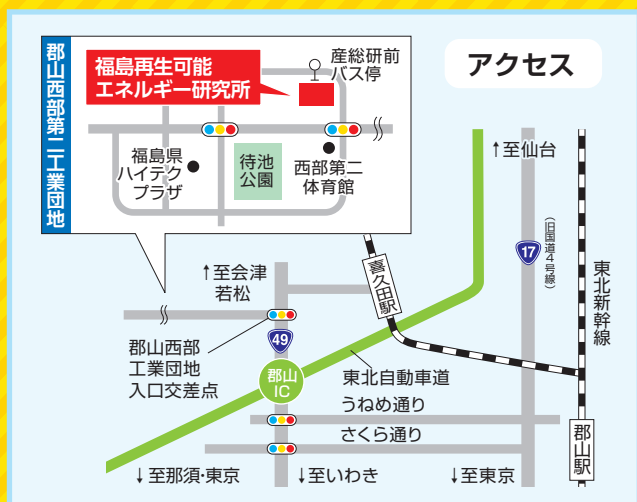 アクセス
郡山西部第二工業団地
福島再生可能
エネルギー研究所
産総研前
バス停
福島県
ハイテク
プラザ
待池
公園
西部第二
体育館
↑至仙台
17
(旧国道4号線)
東北新幹線
喜久田駅
↑至会津
若松
49
郡山西部
工業団地
入口交差点
郡山
IC
東北自動車道
うねめ通り
さくら通り
郡山駅
↓至那須・東京
↓至いわき
↓至東京